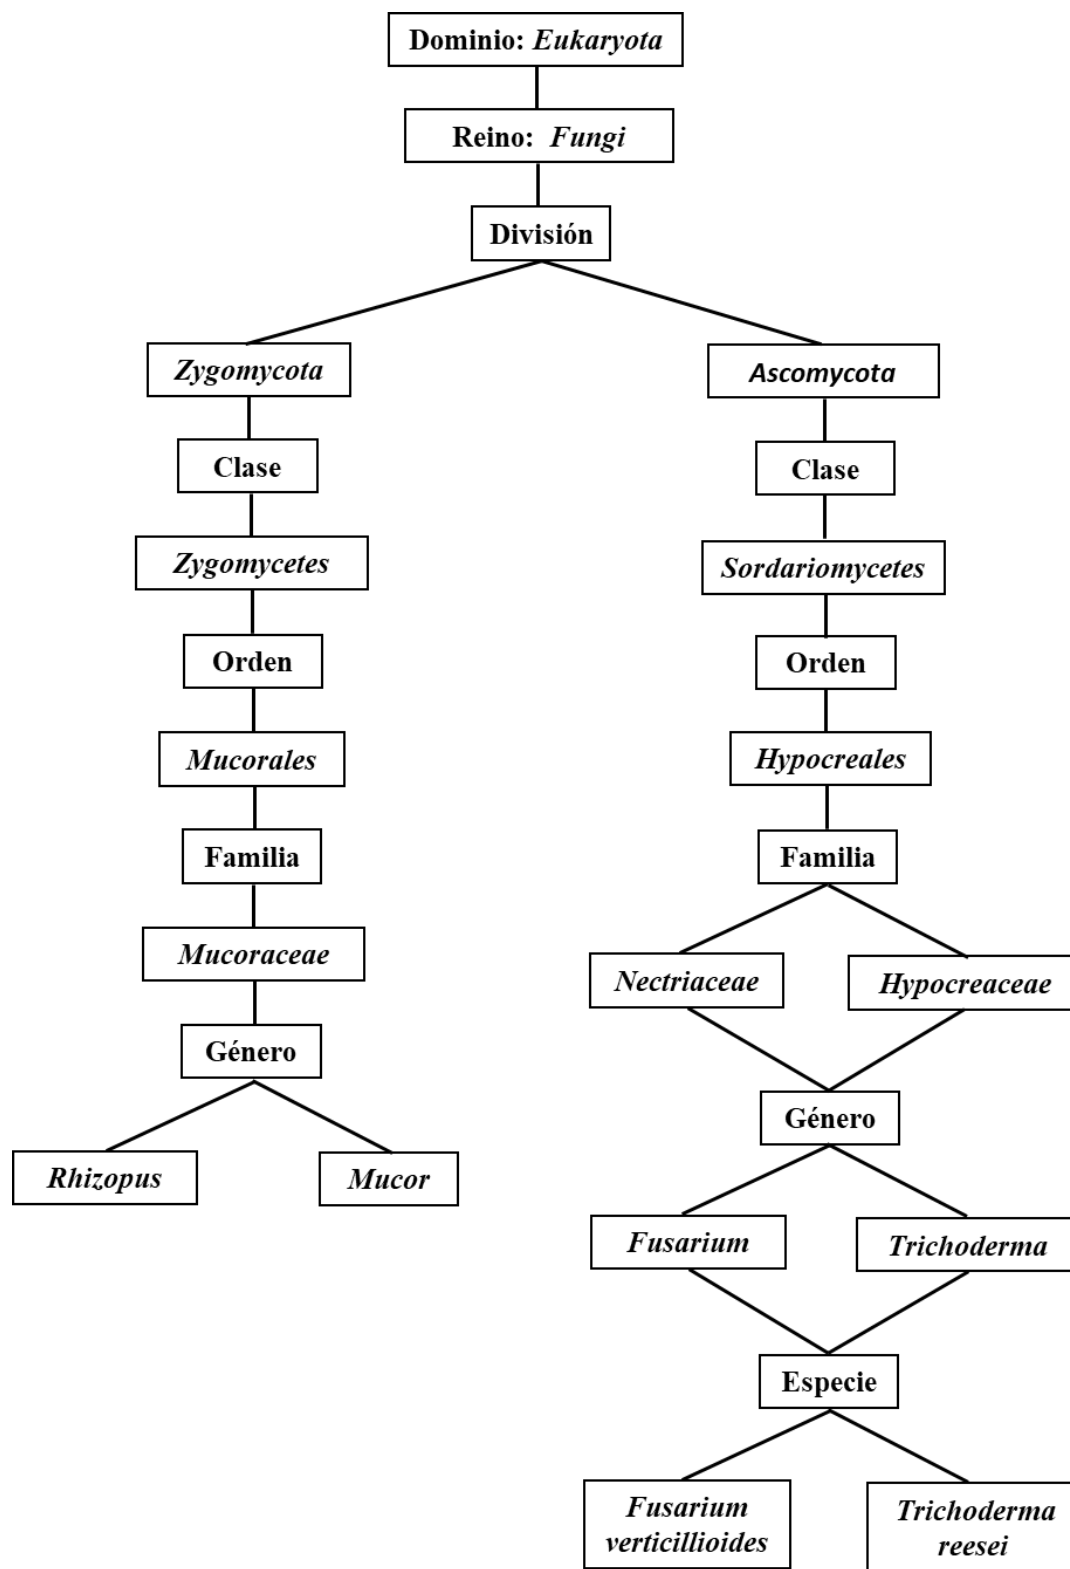 Dominio: Eukaryota
Reino: Fungi
División
Zygomycota
Ascomycota
Clase
Clase
Zygomycetes
Sordariomycetes
Orden
Orden
Mucorales
Hypocreales
Familia
Familia
Mucoraceae
Nectriaceae
Hypocreaceae
Género
Género
Rhizopus
Mucor
Fusarium
Trichoderma
Especie
Fusarium
verticillioides
Trichoderma
reesei